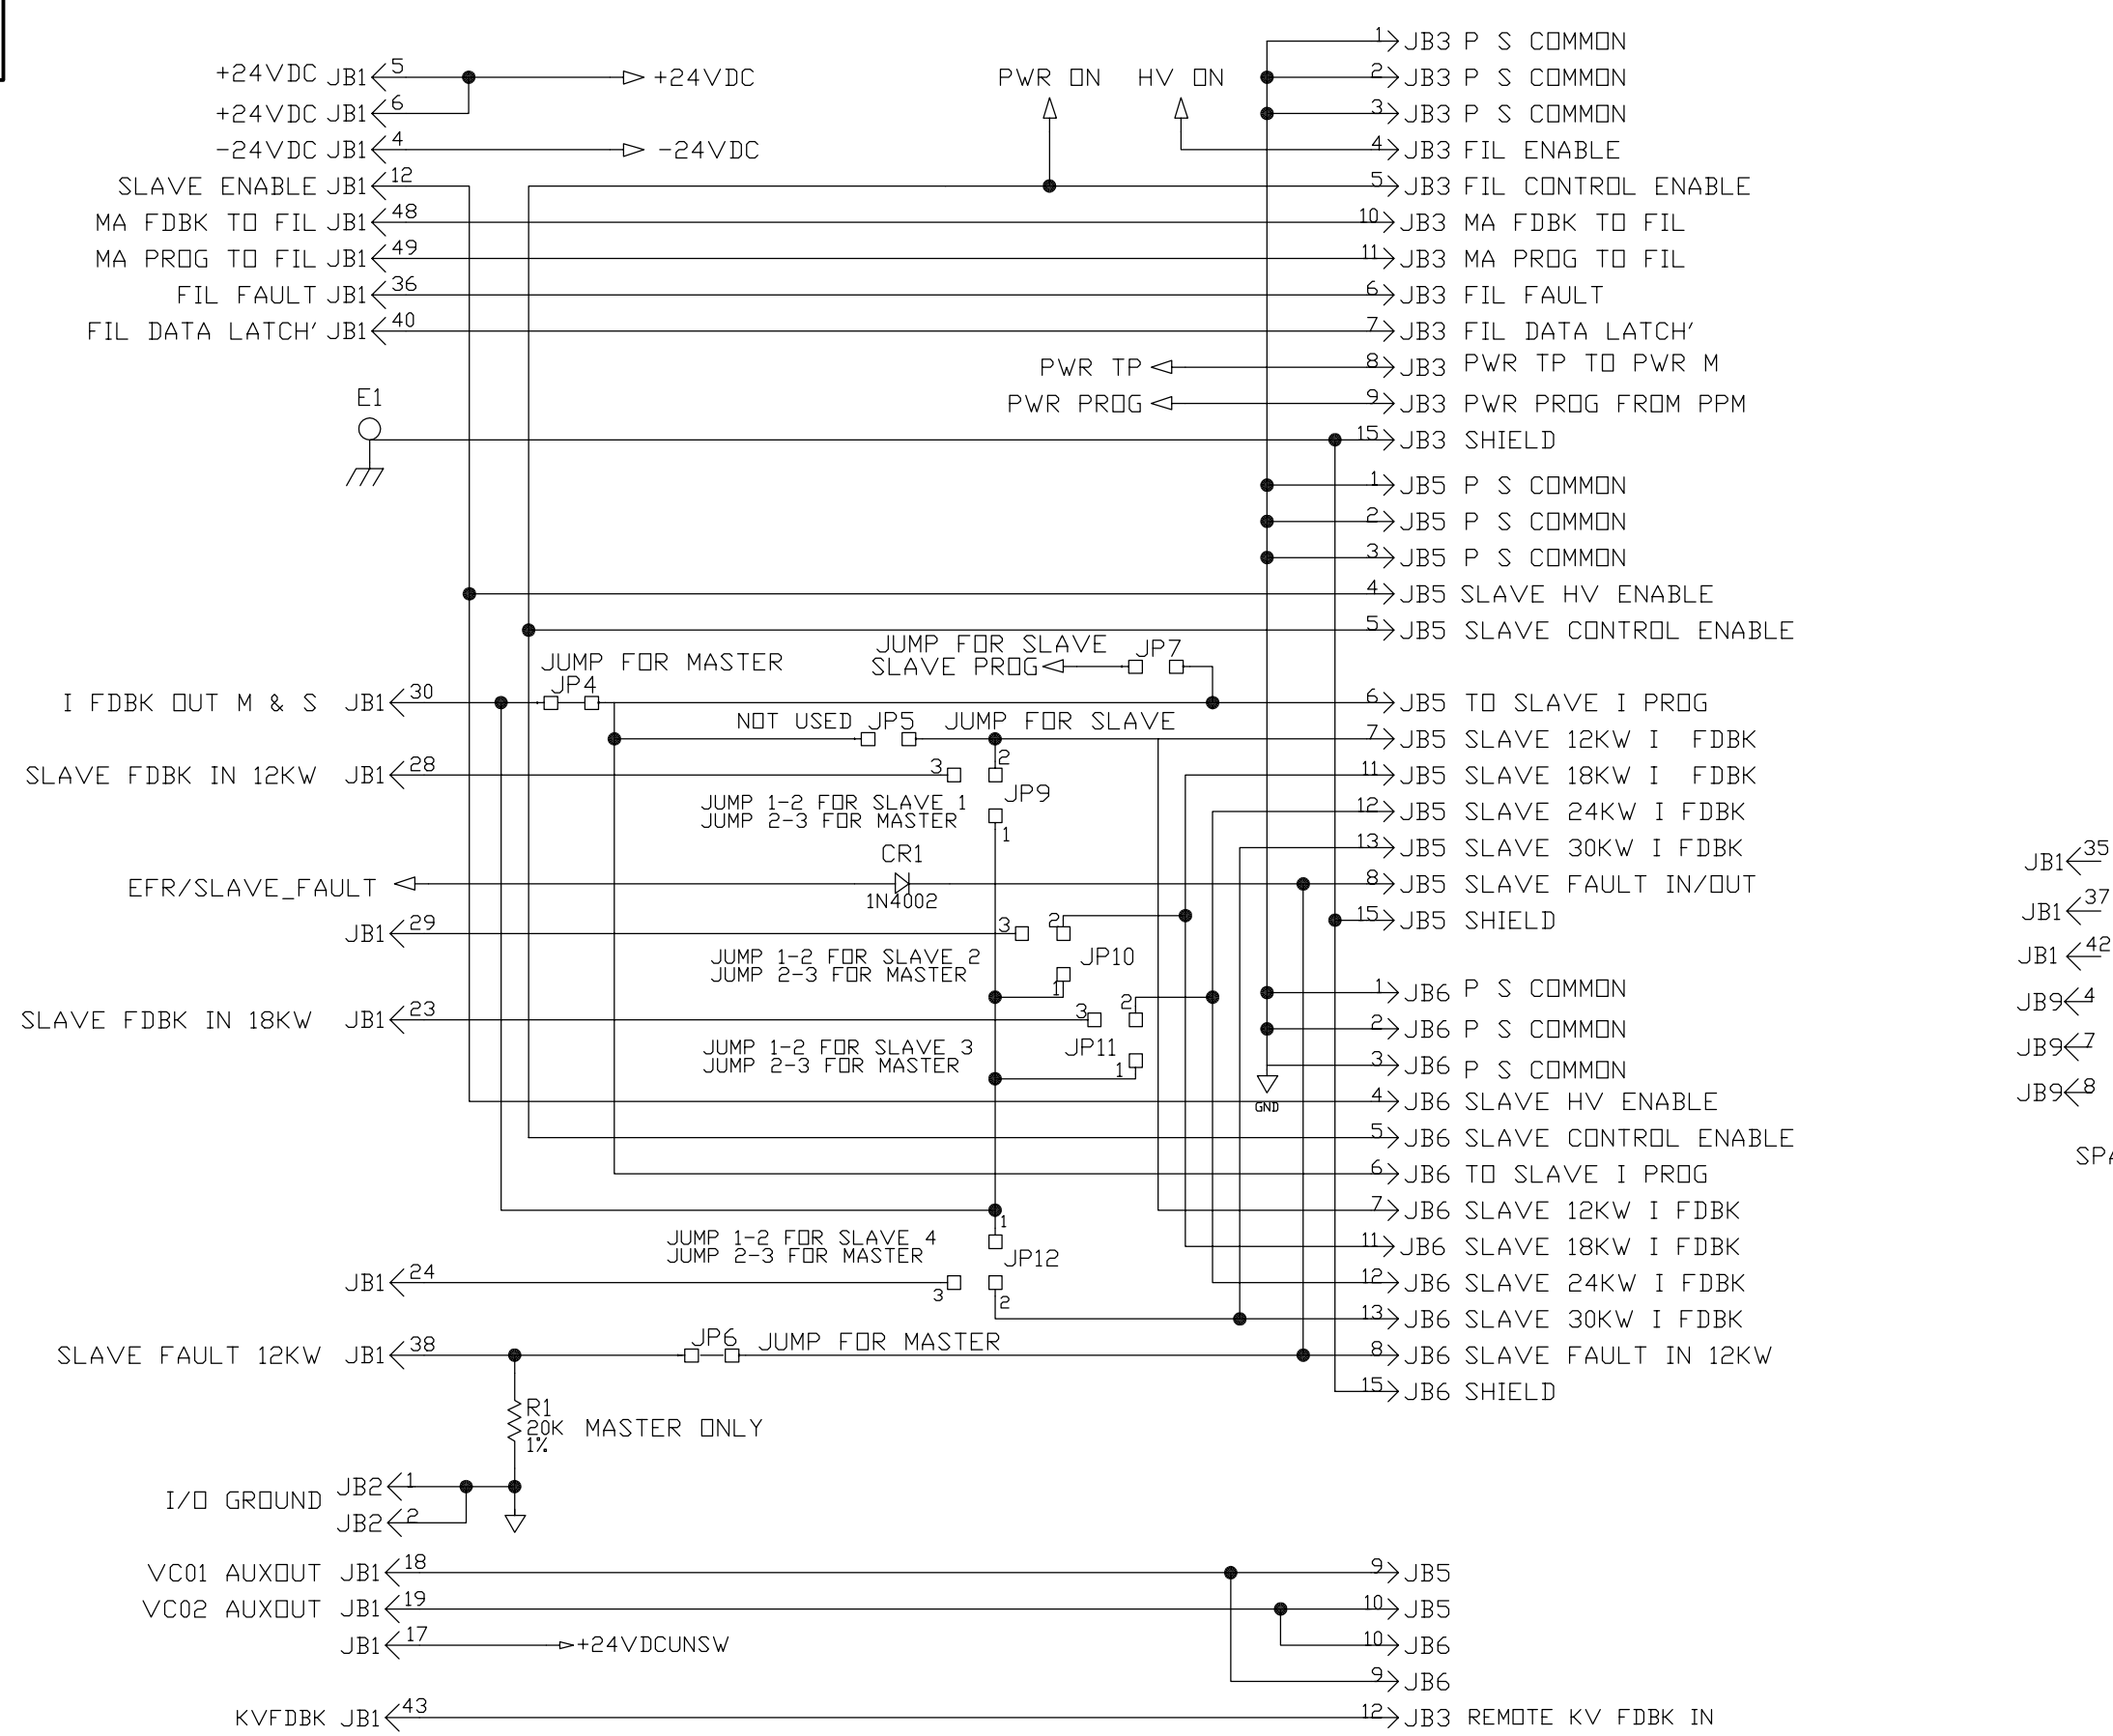 1 JB3 P S COMMON
+24VDC JB1 5 +24VDC PWR ON HV ON 2 JB3 P S COMMON
+24VDC JB1 6 3 JB3 P S COMMON
-24VDC JB1 4 -24VDC 4 JB3 FIL ENABLE
SLAVE ENABLE JB1 12 5 JB3 FIL CONTROL ENABLE
MA FDBK TO FIL JB1 48 10 JB3 MA FDBK TO FIL
MA PROG TO FIL JB1 49 11 JB3 MA PROG TO FIL
FIL FAULT JB1 36 6 JB3 FIL FAULT
FIL DATA LATCH' JB1 40 7 JB3 FIL DATA LATCH'
PWR TP 8 JB3 PWR TP TO PWR M
E1 PWR PROG 9 JB3 PWR PROG FROM PPM
15 JB3 SHIELD
1 JB5 P S COMMON
2 JB5 P S COMMON
3 JB5 P S COMMON
4 JB5 SLAVE HV ENABLE
5 JB5 SLAVE CONTROL ENABLE
JUMP FOR SLAVE JP7
JUMP FOR MASTER SLAVE PROG
JP4
I FDBK OUT M & S JB1 30 6 JB5 TO SLAVE I PROG
NOT USED JP5 JUMP FOR SLAVE
7 JB5 SLAVE 12KW I FDBK
SLAVE FDBK IN 12KW JB1 28 3 2 11 JB5 SLAVE 18KW I FDBK
JP9
JUMP 1-2 FOR SLAVE 1
JUMP 2-3 FOR MASTER 1
12 JB5 SLAVE 24KW I FDBK
13 JB5 SLAVE 30KW I FDBK
CR1
EFR/SLAVE_FAULT 8 JB5 SLAVE FAULT IN/OUT
1N4002
15 JB5 SHIELD
JB1 29 3 2
JUMP 1-2 FOR SLAVE 2 JP10
JUMP 2-3 FOR MASTER 1
1 JB6 P S COMMON
SLAVE FDBK IN 18KW JB1 23 3 2 2 JB6 P S COMMON
JUMP 1-2 FOR SLAVE 3 JP11
JUMP 2-3 FOR MASTER 1
3 JB6 P S COMMON
GND
4 JB6 SLAVE HV ENABLE
5 JB6 SLAVE CONTROL ENABLE
6 JB6 TO SLAVE I PROG
7 JB6 SLAVE 12KW I FDBK
1
JUMP 1-2 FOR SLAVE 4
JUMP 2-3 FOR MASTER JP12
11 JB6 SLAVE 18KW I FDBK
JB1 24 3 2 12 JB6 SLAVE 24KW I FDBK
13 JB6 SLAVE 30KW I FDBK
JP6 JUMP FOR MASTER
SLAVE FAULT 12KW JB1 38 8 JB6 SLAVE FAULT IN 12KW
15 JB6 SHIELD
R1
20K MASTER ONLY
1%
I/O GROUND JB2 1
JB2 2
VC01 AUXOUT JB1 18 9 JB5
VC02 AUXOUT JB1 19 10 JB5
JB1 17 +24VDCUNSW 10 JB6
9 JB6
KVFDBK JB1 43 12 JB3 REMOTE KV FDBK IN
JB1 35
JB1 37
JB1 42
JB9 4
JB9 7
JB9 8